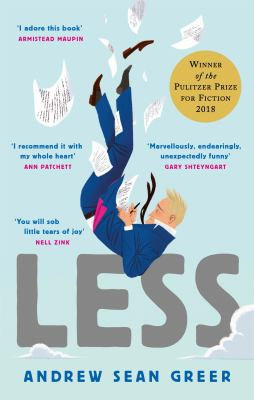 'I adore this book'
ARMISTEAD MAUPIN
WINNER
of the
PULITZER PRIZE
FOR FICTION
2018
'I recommend it with
my whole heart'
ANN PATCHETT
'Marvellously, endearingly,
unexpectedly funny'
GARY SHTEYNGART
'You will sob
little tears of joy'
NELL ZINK
LESS
ANDREW SEAN GREER